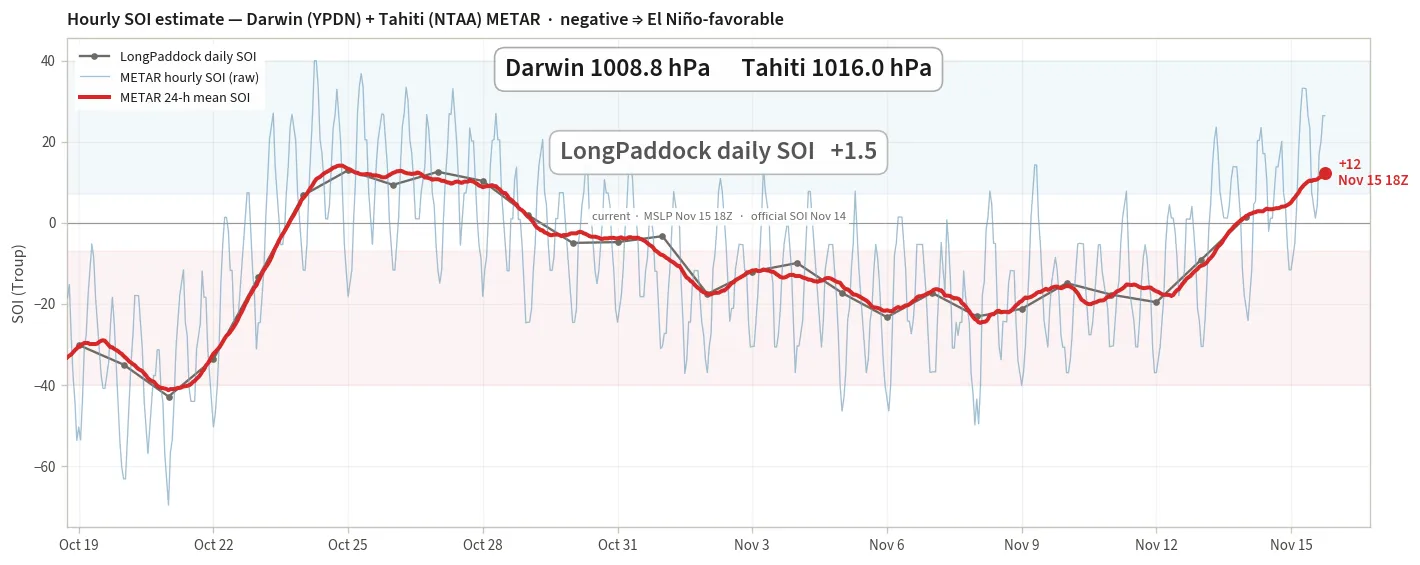 Hourly SOI estimate — Darwin (YPDN) + Tahiti (NTAA) METAR · negative ⇒ El Niño-favorable
LongPaddock daily SOI
METAR hourly SOI (raw)
METAR 24-h mean SOI
Darwin 1008.8 hPa Tahiti 1016.0 hPa
LongPaddock daily SOI +1.5
current · MSLP Nov 15 18Z · official SOI Nov 14
+12
Nov 15 18Z
SOI (Troup)
40
20
0
−20
−40
−60
Oct 19 Oct 22 Oct 25 Oct 28 Oct 31 Nov 3 Nov 6 Nov 9 Nov 12 Nov 15